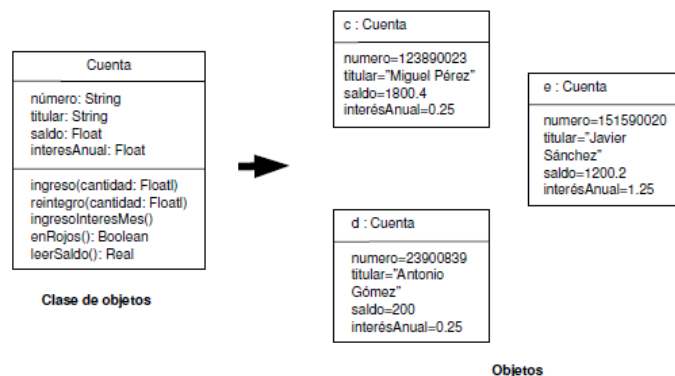 Cuenta
número: String
titular: String
saldo: Float
interesAnual: Float
ingreso(cantidad: Floatl)
reintegro(cantidad: Floatl)
ingresoInteresMes()
enRojos(): Boolean
leerSaldo(): Real
Clase de objetos
c : Cuenta
numero=123890023
titular="Miguel Pérez"
saldo=1800.4
interésAnual=0.25
e : Cuenta
numero=151590020
titular="Javier
Sánchez"
saldo=1200.2
interésAnual=1.25
d : Cuenta
numero=23900839
titular="Antonio
Gómez"
saldo=200
interésAnual=0.25
Objetos